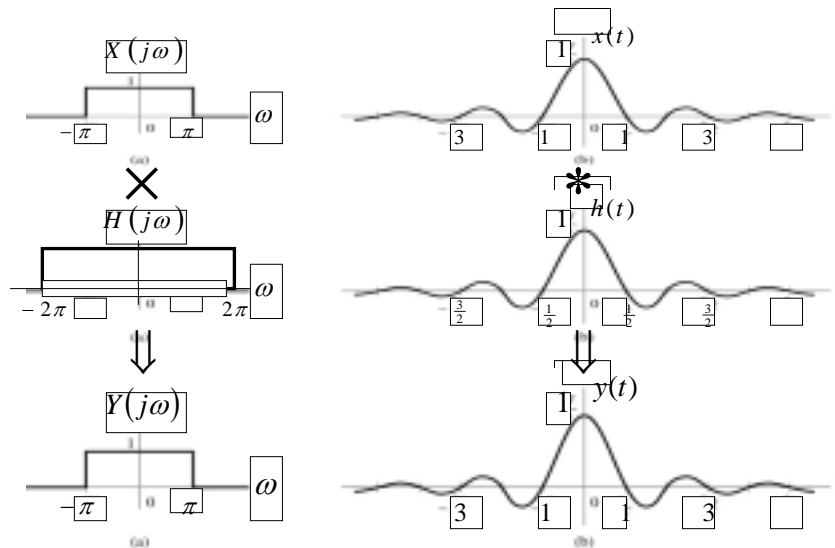 X(jω) x(t)
1 1
ω
−π 0 π −3 −1 0 1 3
(a) (b)
× *
H(jω) h(t)
1
ω
−2π 0 2π −3/2 −1/2 0 1/2 3/2
(a) (b)
⇓ ⇓
Y(jω) y(t)
1 1
ω
−π 0 π −3 −1 0 1 3
(a) (b)